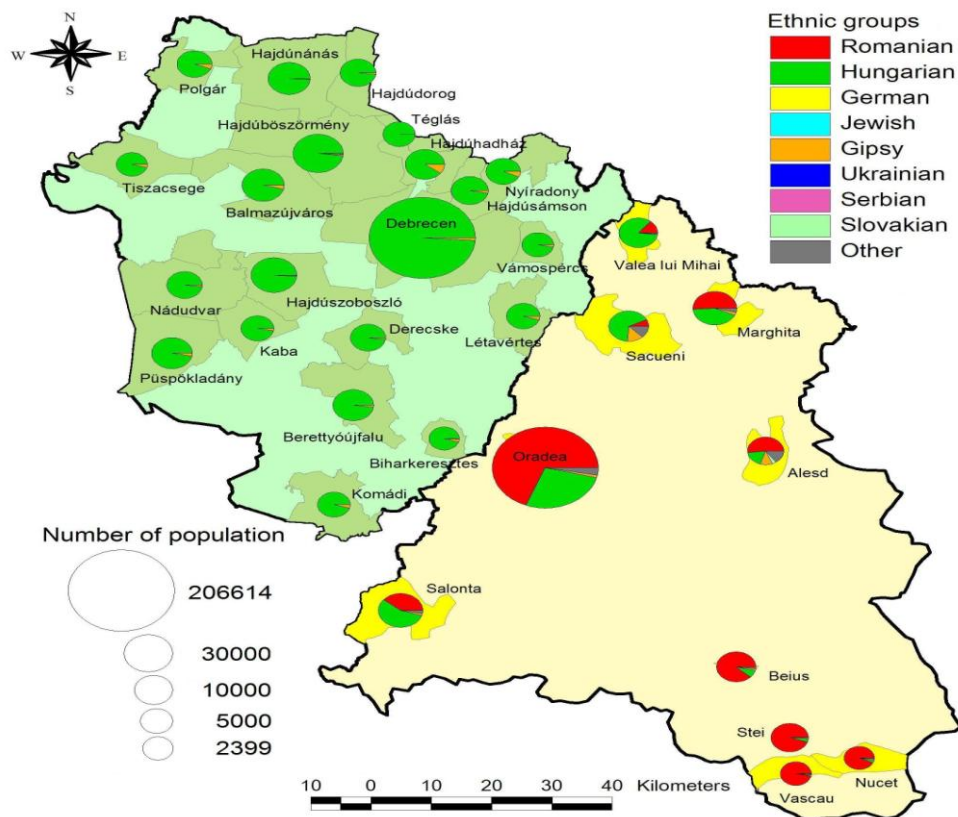 N
W E
S
Ethnic groups
Romanian
Hungarian
German
Jewish
Gipsy
Ukrainian
Serbian
Slovakian
Other
Polgár
Hajdúnánás
Hajdúdorog
Téglás
Hajdúböszörmény
Hajdúhadház
Tiszacsege
Balmazújváros
Nyíradony
Hajdúsámson
Debrecen
Vámospércs
Valea lui Mihai
Nádudvar
Hajdúszoboszló
Derecske
Létavértes
Sacueni
Marghita
Kaba
Püspökladány
Berettyóújfalu
Biharkeresztes
Oradea
Alesd
Komádi
Number of population
206614
30000
10000
5000
2399
Salonta
Beius
Stei
Nucet
Vascau
10 0 10 20 30 40 Kilometers